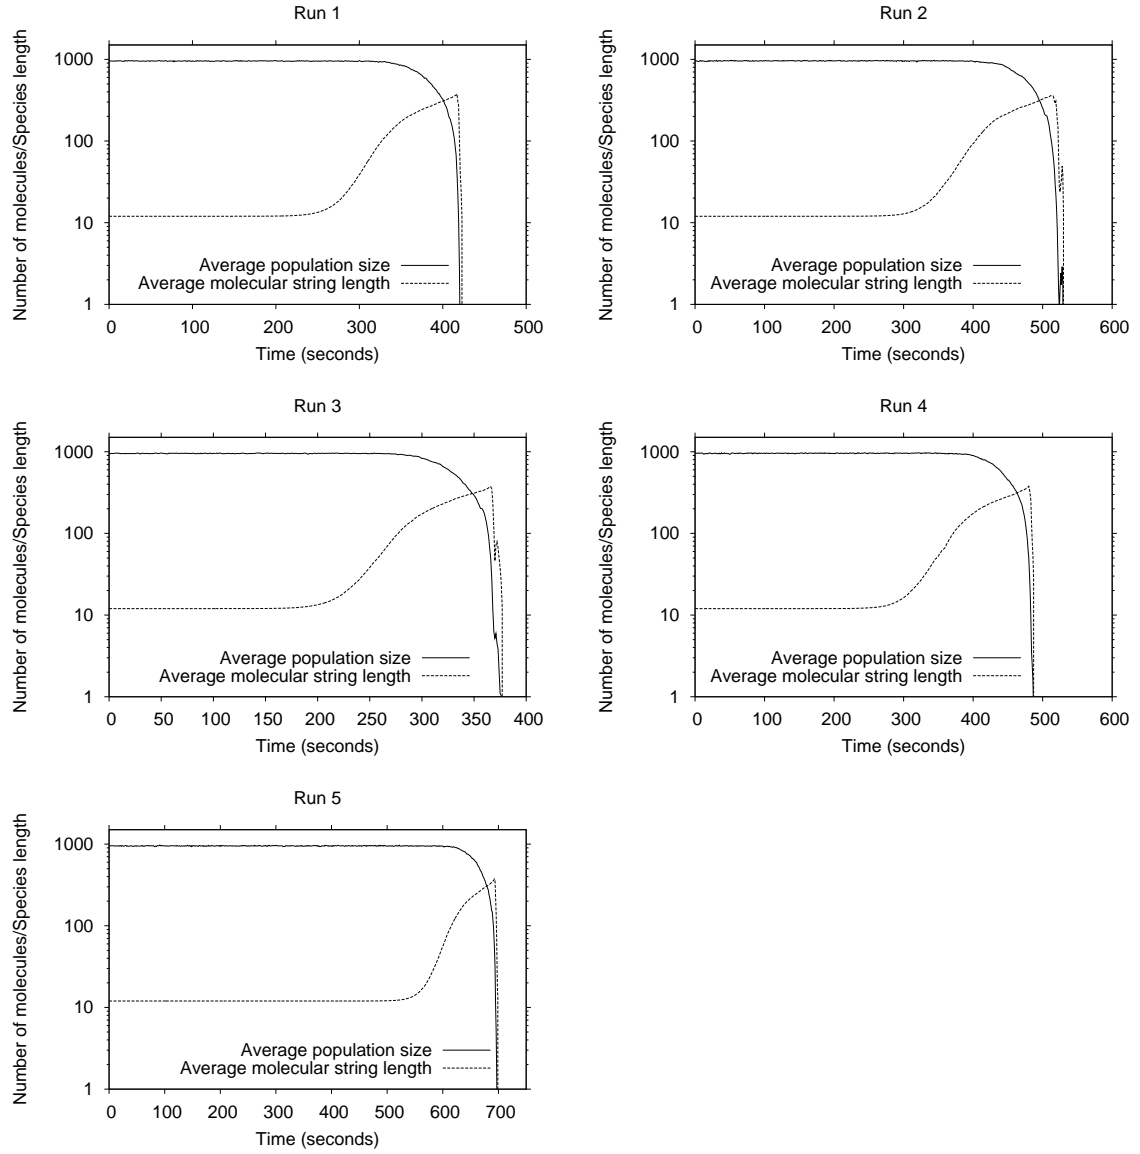 Run 1
Number of molecules/Species length
1000
100
10
1
Average population size
Average molecular string length
0 100 200 300 400 500
Time (seconds)
Run 2
Number of molecules/Species length
1000
100
10
1
Average population size
Average molecular string length
0 100 200 300 400 500 600
Time (seconds)
Run 3
Number of molecules/Species length
1000
100
10
1
Average population size
Average molecular string length
0 50 100 150 200 250 300 350 400
Time (seconds)
Run 4
Number of molecules/Species length
1000
100
10
1
Average population size
Average molecular string length
0 100 200 300 400 500 600
Time (seconds)
Run 5
Number of molecules/Species length
1000
100
10
1
Average population size
Average molecular string length
0 100 200 300 400 500 600 700
Time (seconds)